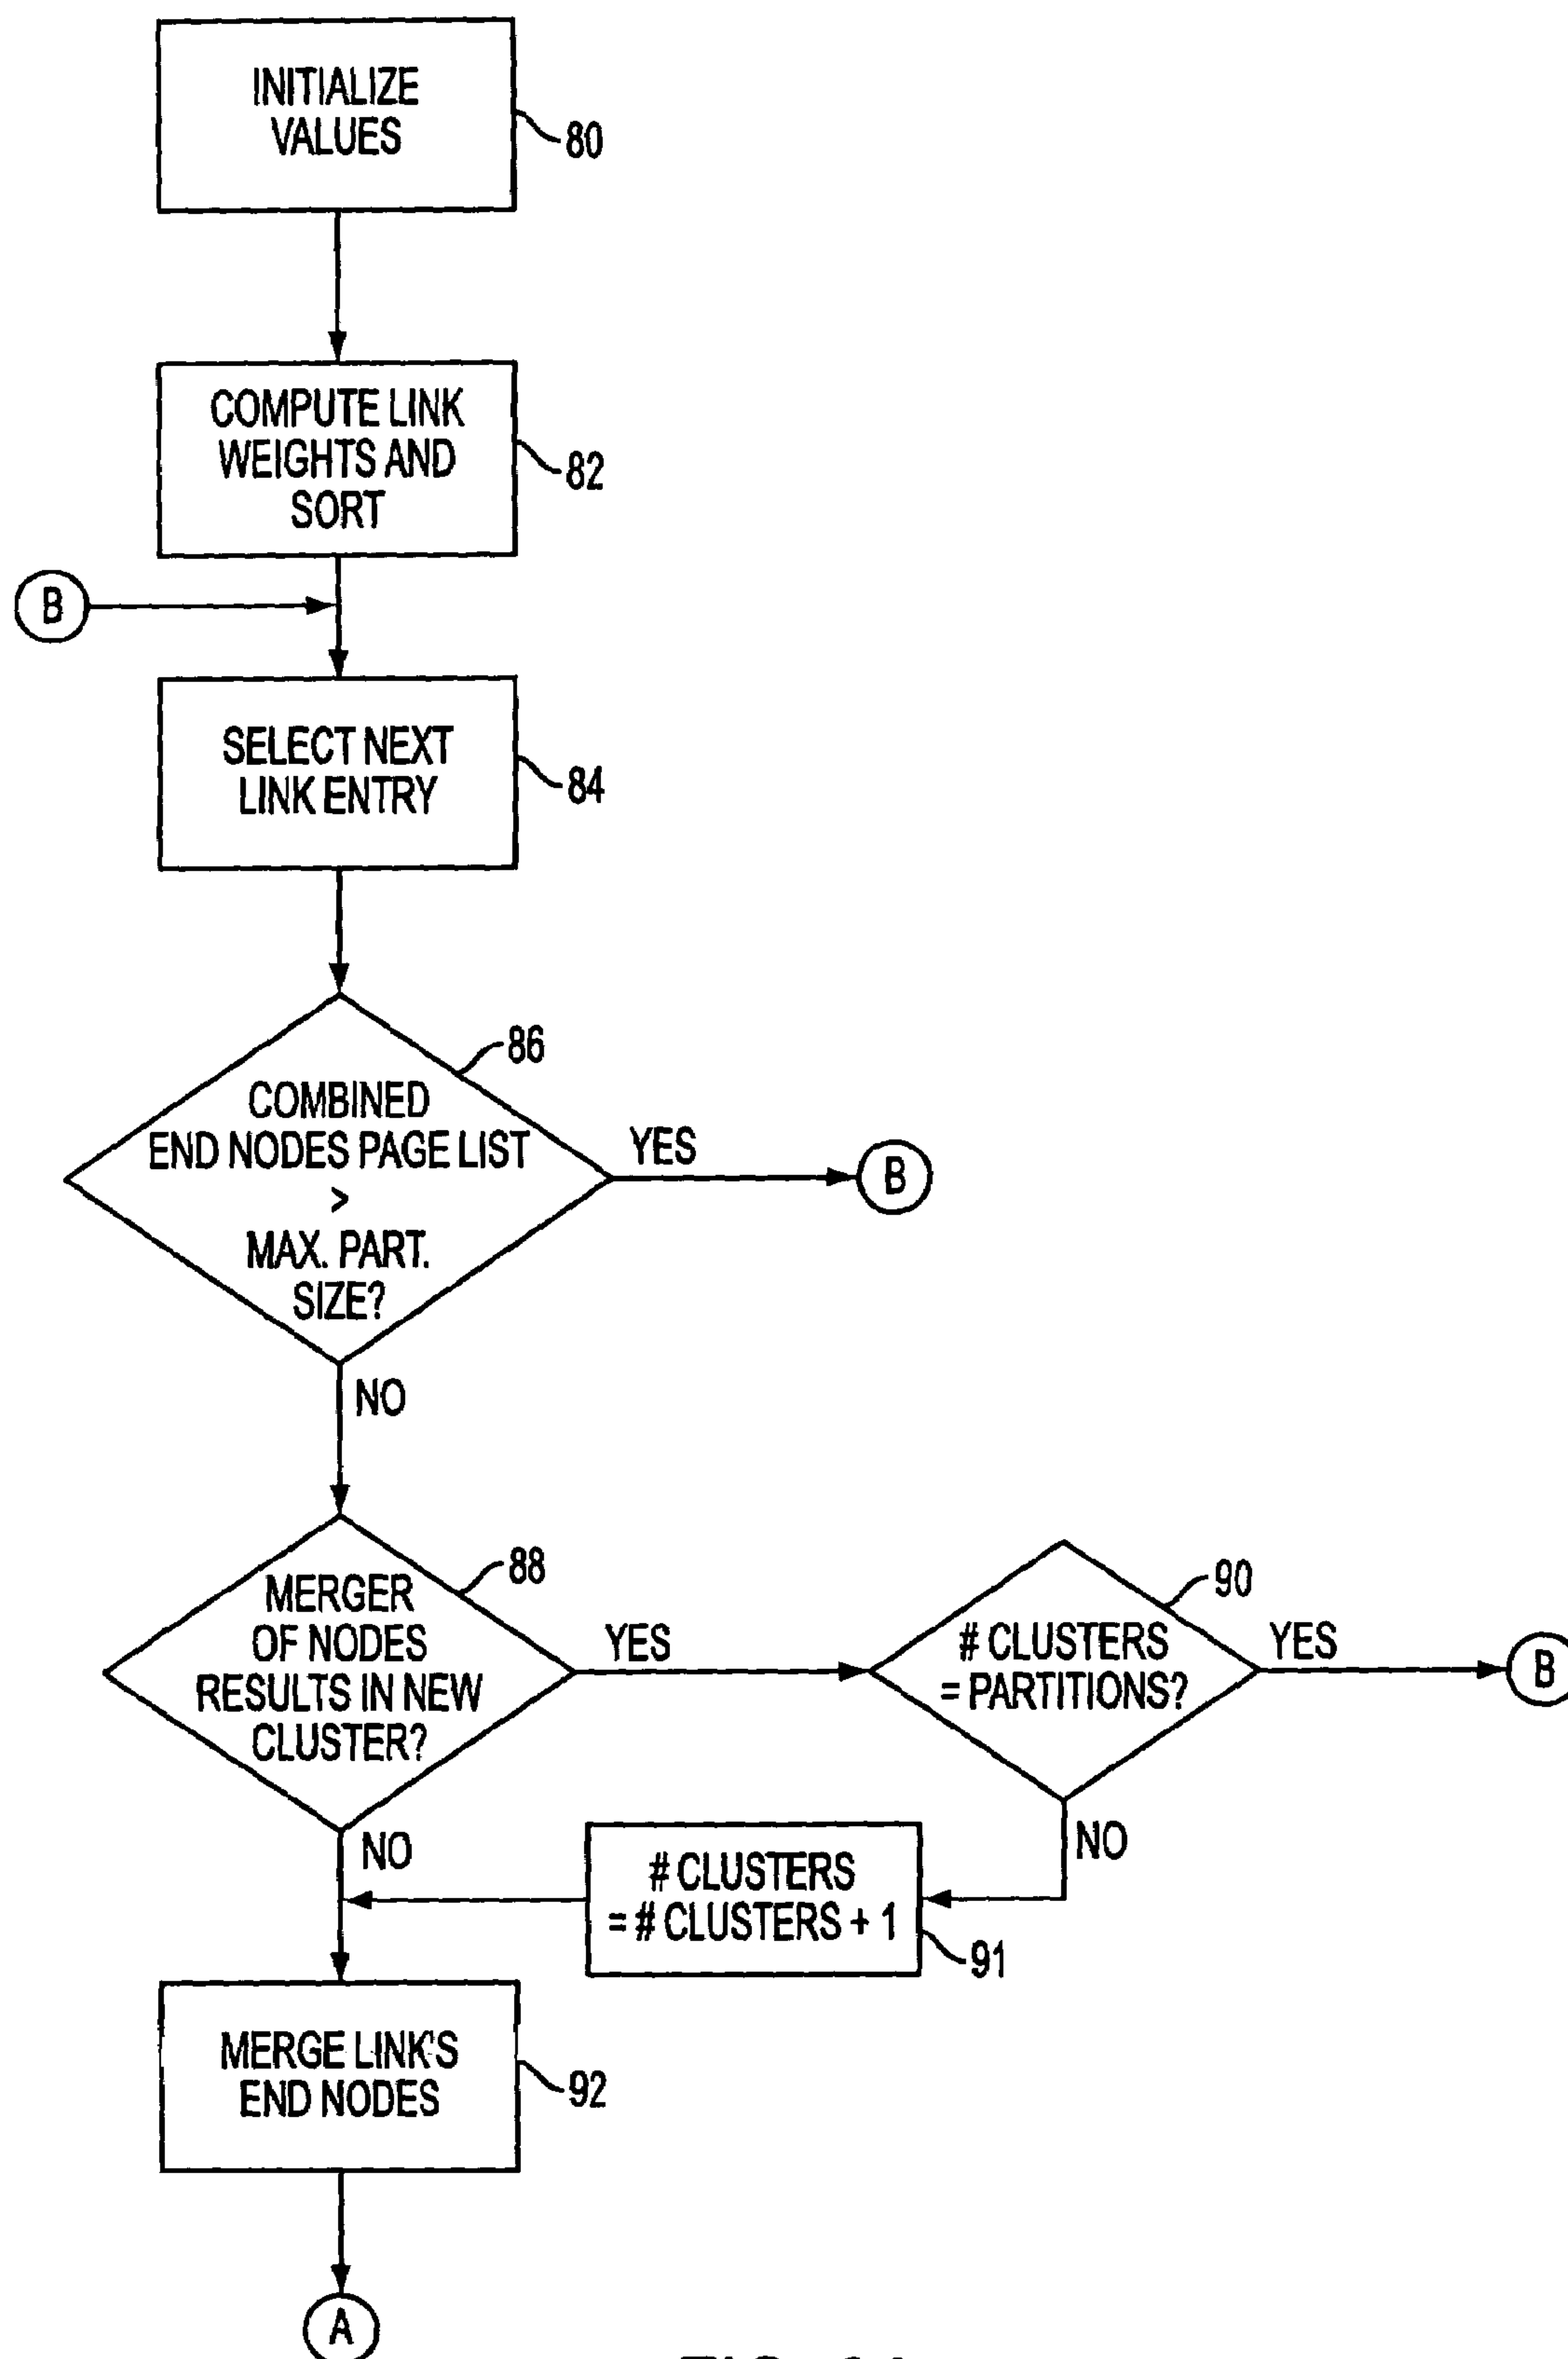 INITIALIZE
VALUES
80
COMPUTE LINK
WEIGHTS AND
SORT
82
B
SELECT NEXT
LINK ENTRY
84
86
COMBINED
END NODES PAGE LIST
>
MAX. PART.
SIZE?
YES
B
NO
88
MERGER
OF NODES
RESULTS IN NEW
CLUSTER?
YES
90
# CLUSTERS
= PARTITIONS?
YES
B
NO
NO
# CLUSTERS
= # CLUSTERS + 1
91
MERGE LINK'S
END NODES
92
A